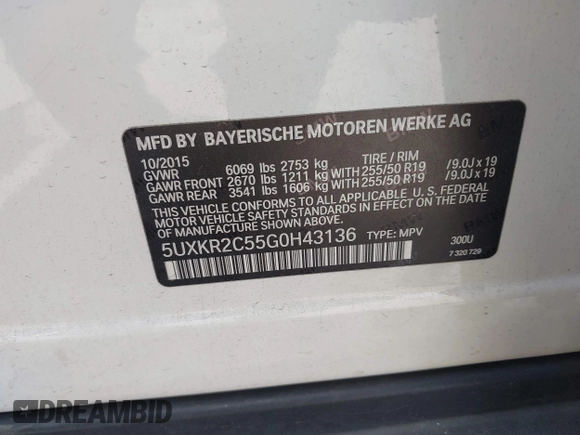 MFD BY BAYERISCHE MOTOREN WERKE AG
10/2015
GVWR 6069 lbs 2753 kg TIRE / RIM
GAWR FRONT 2670 lbs 1211 kg WITH 255/50 R19 /9.0J x 19
GAWR REAR 3541 lbs 1606 kg WITH 255/50 R19 /9.0J x 19
THIS VEHICLE CONFORMS TO ALL APPLICABLE U. S. FEDERAL
MOTOR VEHICLE SAFETY STANDARDS IN EFFECT ON THE DATE
OF MANUFACTURE SHOWN ABOVE.
5UXKR2C55G0H43136 TYPE: MPV 300U
7 320 729
DREAMBID